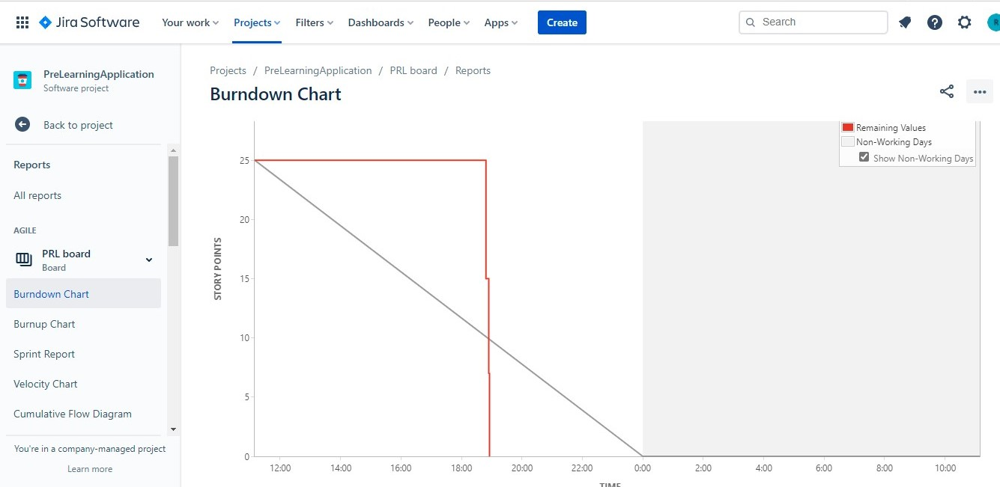 Jira Software Your work Projects Filters Dashboards People Apps Create Search R
PreLearningApplication
Software project
Back to project
Reports
All reports
AGILE
PRL board
Board
Burndown Chart
Burnup Chart
Sprint Report
Velocity Chart
Cumulative Flow Diagram
You're in a company-managed project
Learn more
Projects / PreLearningApplication / PRL board / Reports
Burndown Chart
Remaining Values
Non-Working Days
Show Non-Working Days
STORY POINTS
25
20
15
10
5
0
12:00 14:00 16:00 18:00 20:00 22:00 0:00 2:00 4:00 6:00 8:00 10:00
TIME